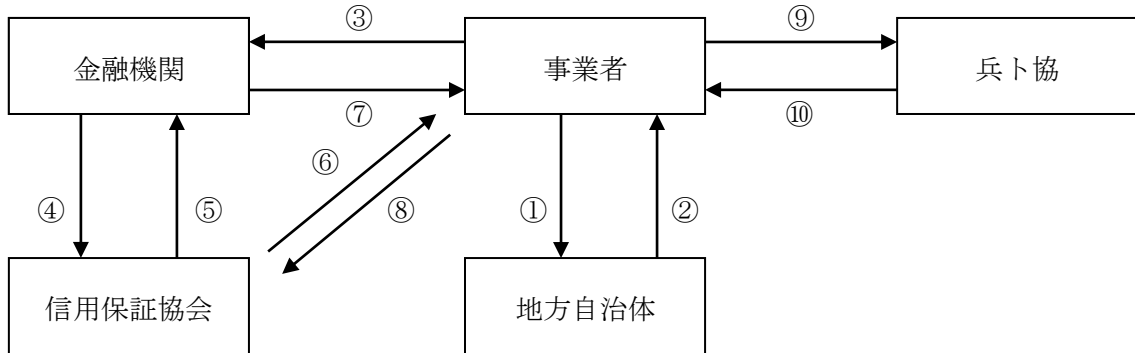 ③
⑨
金融機関
事業者
兵ト協
⑦
⑩
⑥
④
⑤
⑧
①
②
信用保証協会
地方自治体